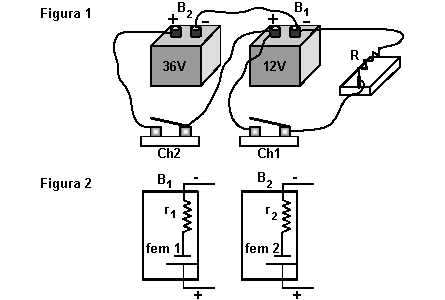 Figura 1
B2
B1
+ -
+ -
36V
12V
R
Ch2
Ch1
Figura 2
B1 -
B2 -
r1
r2
fem 1
fem 2
+
+